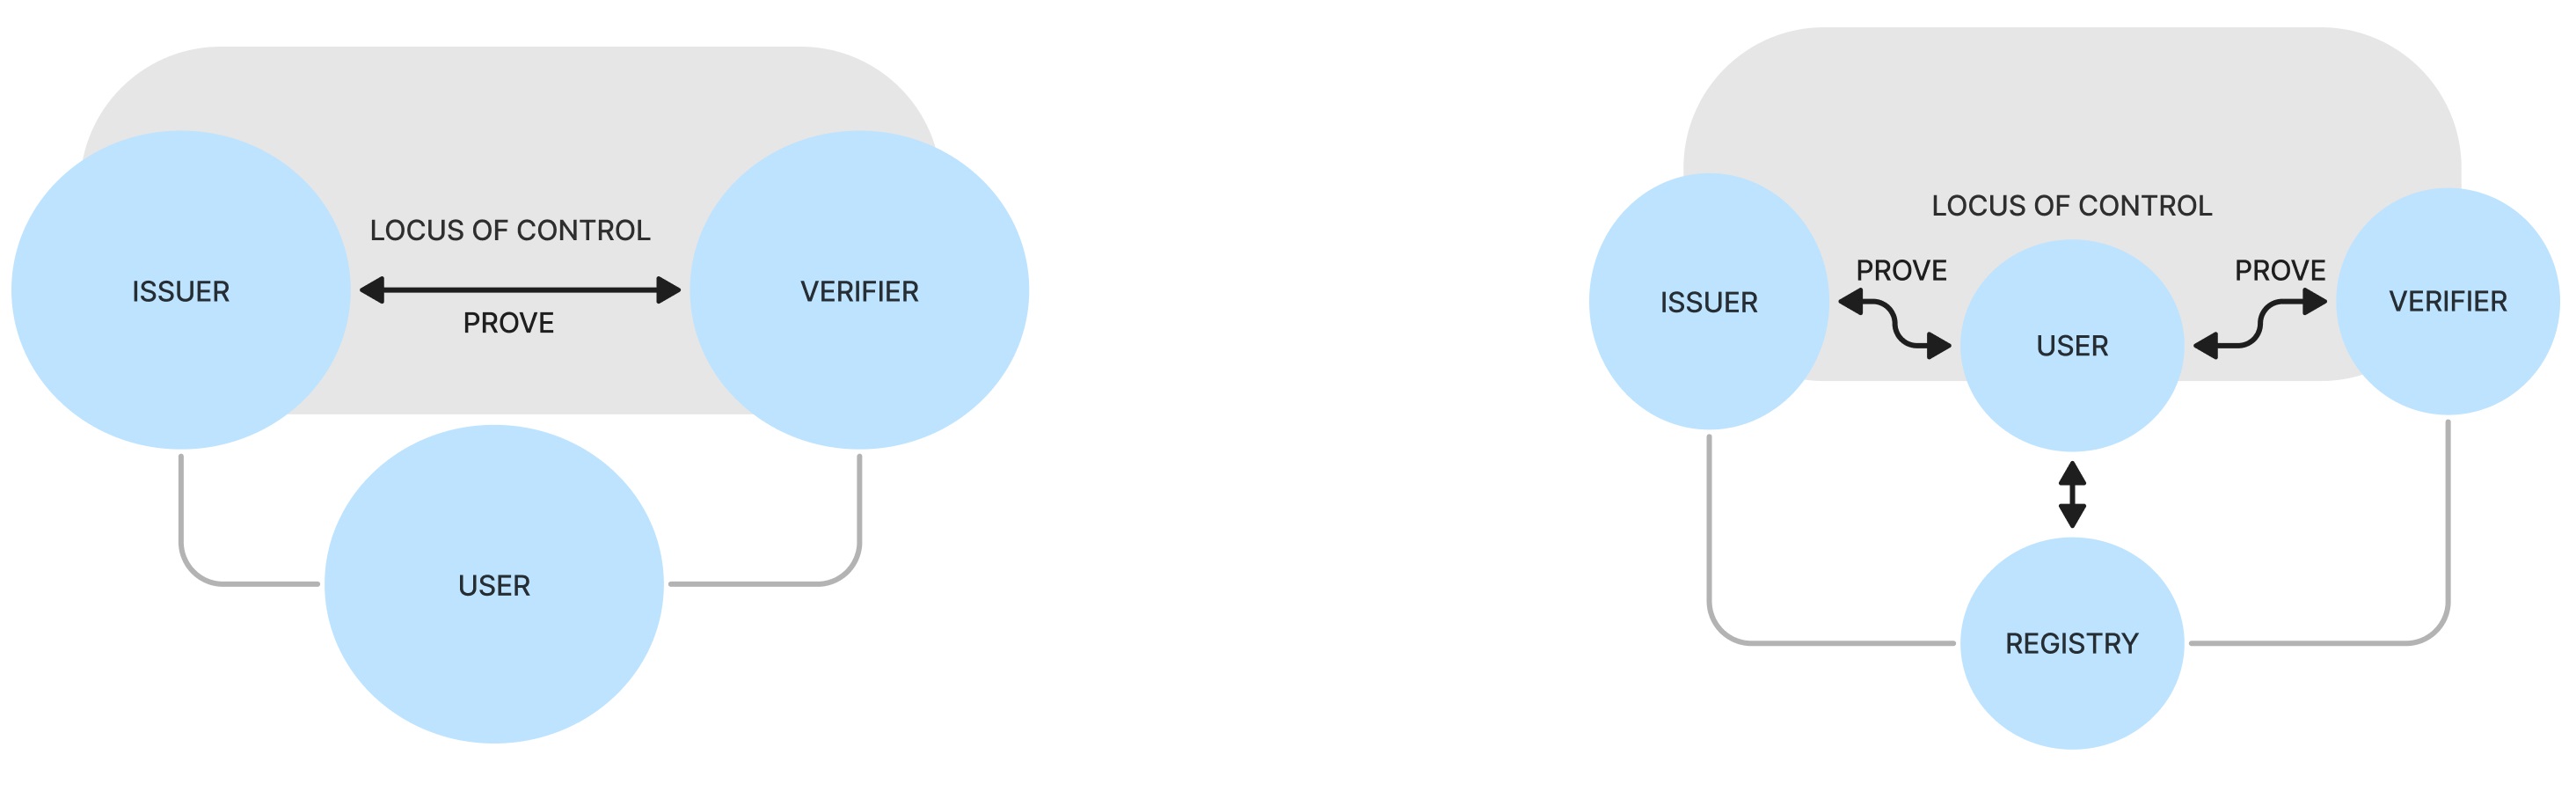 LOCUS OF CONTROL
ISSUER
VERIFIER
PROVE
USER
LOCUS OF CONTROL
PROVE
PROVE
ISSUER
VERIFIER
USER
REGISTRY